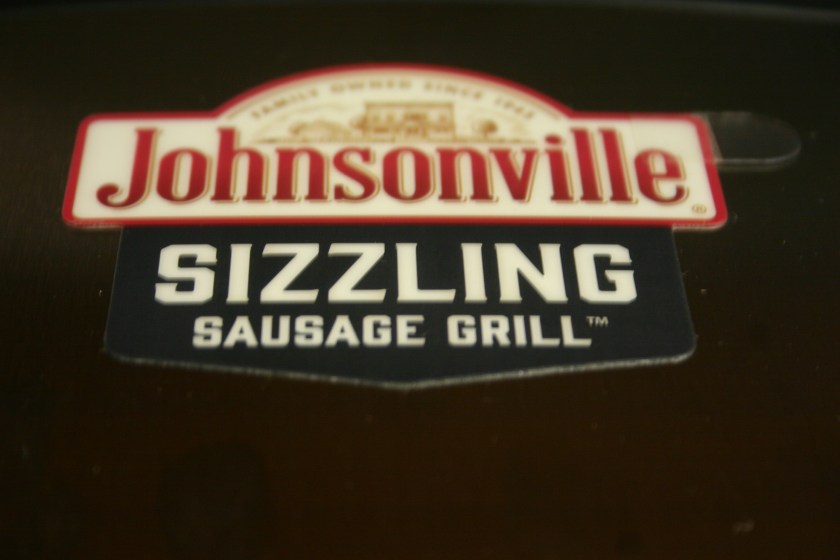 FAMILY OWNED SINCE 1945
Johnsonville®
SIZZLING
SAUSAGE GRILL™